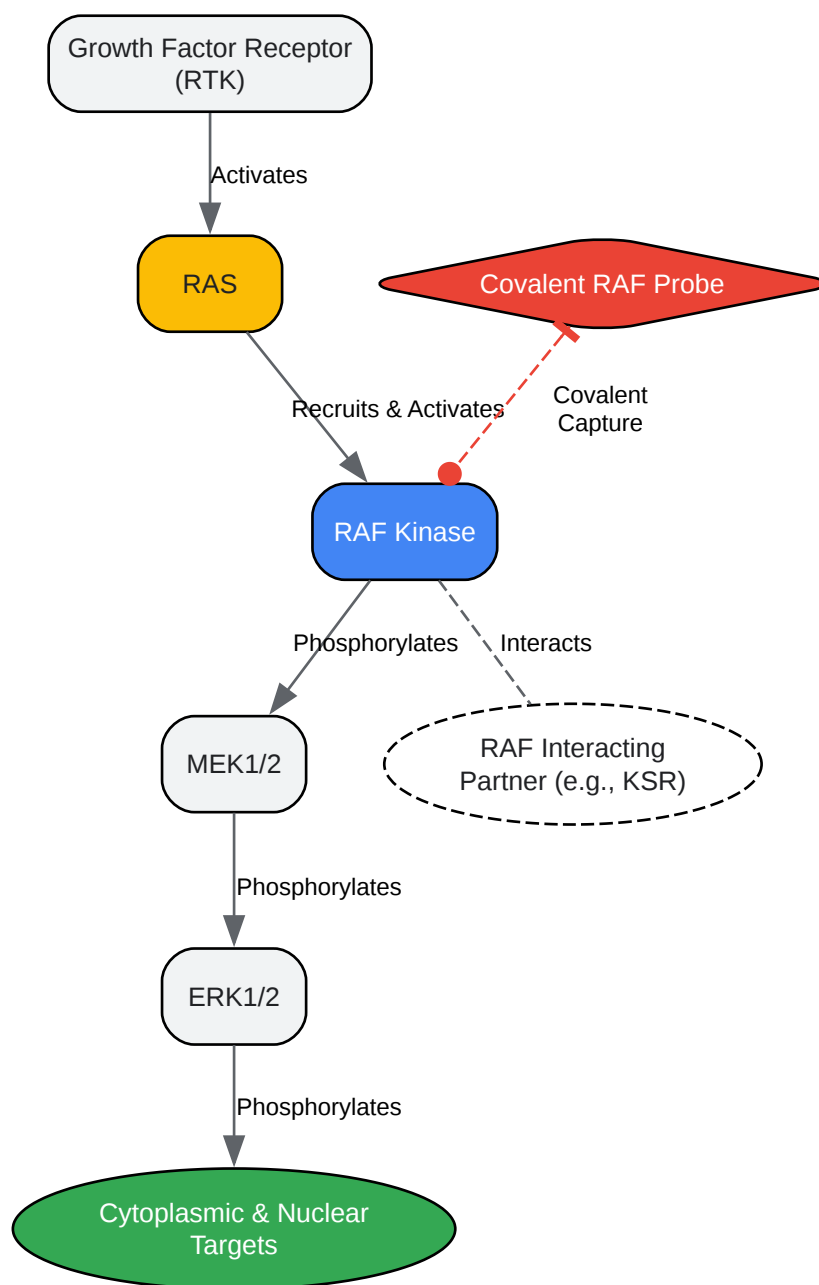 Growth Factor Receptor
(RTK)
Activates
RAS
Covalent RAF Probe
Recruits & Activates
Covalent
Capture
RAF Kinase
Phosphorylates
Interacts
MEK1/2
RAF Interacting
Partner (e.g., KSR)
Phosphorylates
ERK1/2
Phosphorylates
Cytoplasmic & Nuclear
Targets